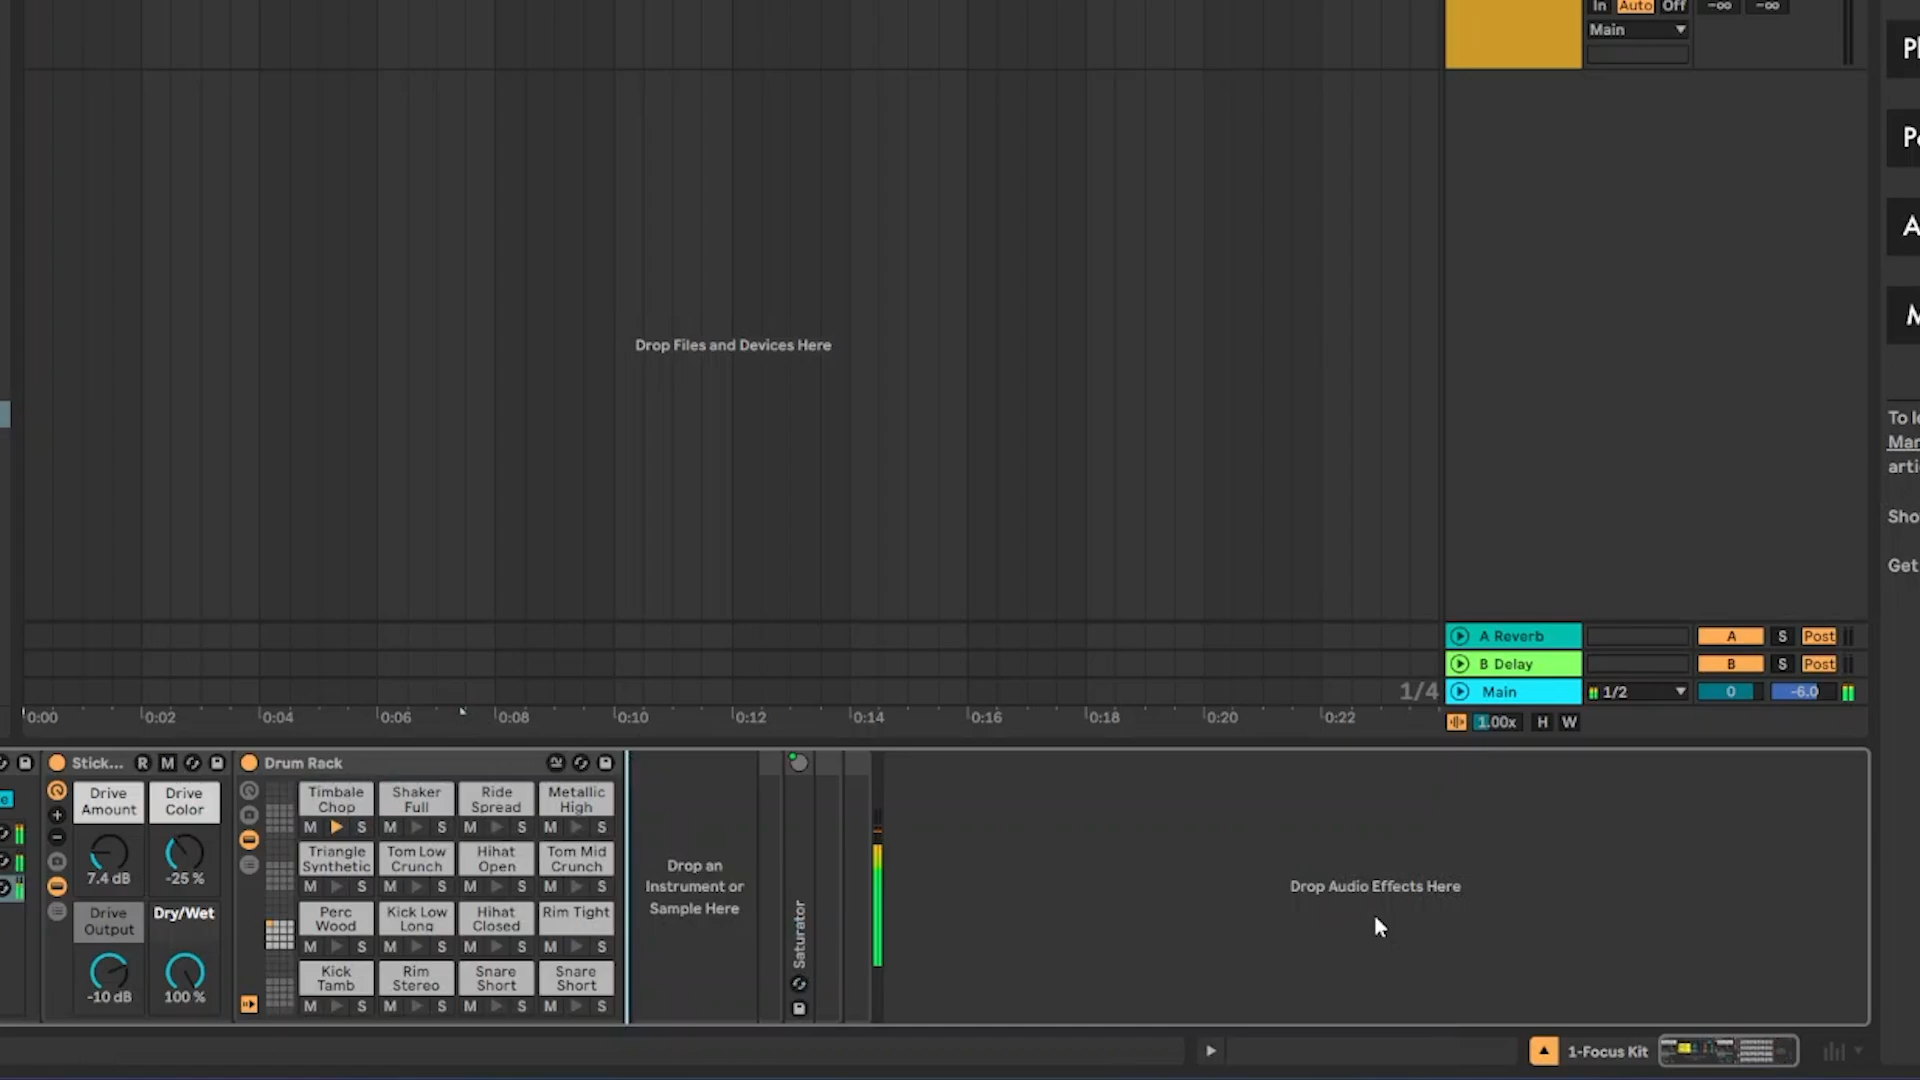 In Auto Off -∞ -∞
Main
Drop Files and Devices Here
To
Sho
Get
A Reverb A S Post
B Delay B S Post
1/4 Main 1/2 0 -6.0
0:00 0:02 0:04 0:06 0:08 0:10 0:12 0:14 0:16 0:18 0:20 0:22
1.00x H W
Stick... R M
Drum Rack
Drive Amount
Drive Color
7.4 dB
-25 %
Drive Output
Dry/Wet
-10 dB
100 %
Timbale Chop
Shaker Full
Ride Spread
Metallic High
M S M S M S M S
Triangle Synthetic
Tom Low Crunch
Hihat Open
Tom Mid Crunch
M S M S M S M S
Perc Wood
Kick Low Long
Hihat Closed
Rim Tight
M S M S M S M S
Kick Tamb
Rim Stereo
Snare Short
Snare Short
M S M S M S M S
Drop an
Instrument or
Sample Here
Saturator
Drop Audio Effects Here
1-Focus Kit